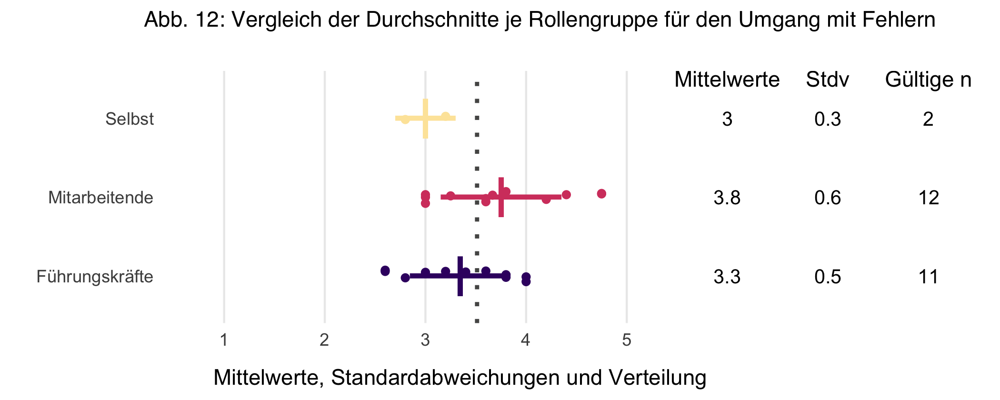 Abb. 12: Vergleich der Durchschnitte je Rollengruppe für den Umgang mit Fehlern
Mittelwerte Stdv Gültige n
Selbst 3 0.3 2
Mitarbeitende 3.8 0.6 12
Führungskräfte 3.3 0.5 11
1 2 3 4 5
Mittelwerte, Standardabweichungen und Verteilung